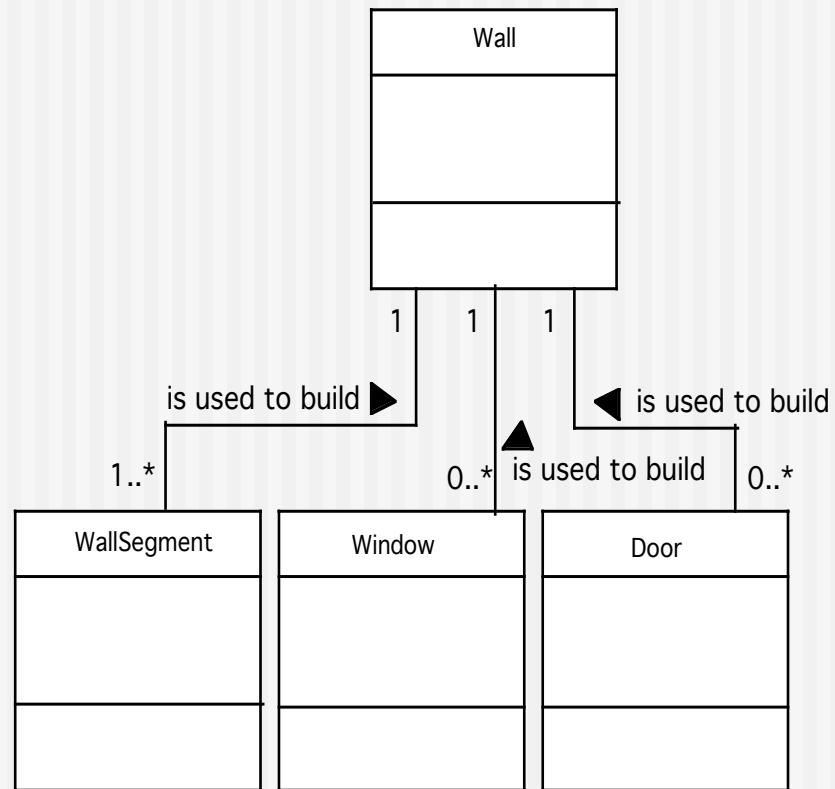 Wall
1 1 1
is used to build
is used to build
is used to build
1..*
0..*
0..*
WallSegment
Window
Door